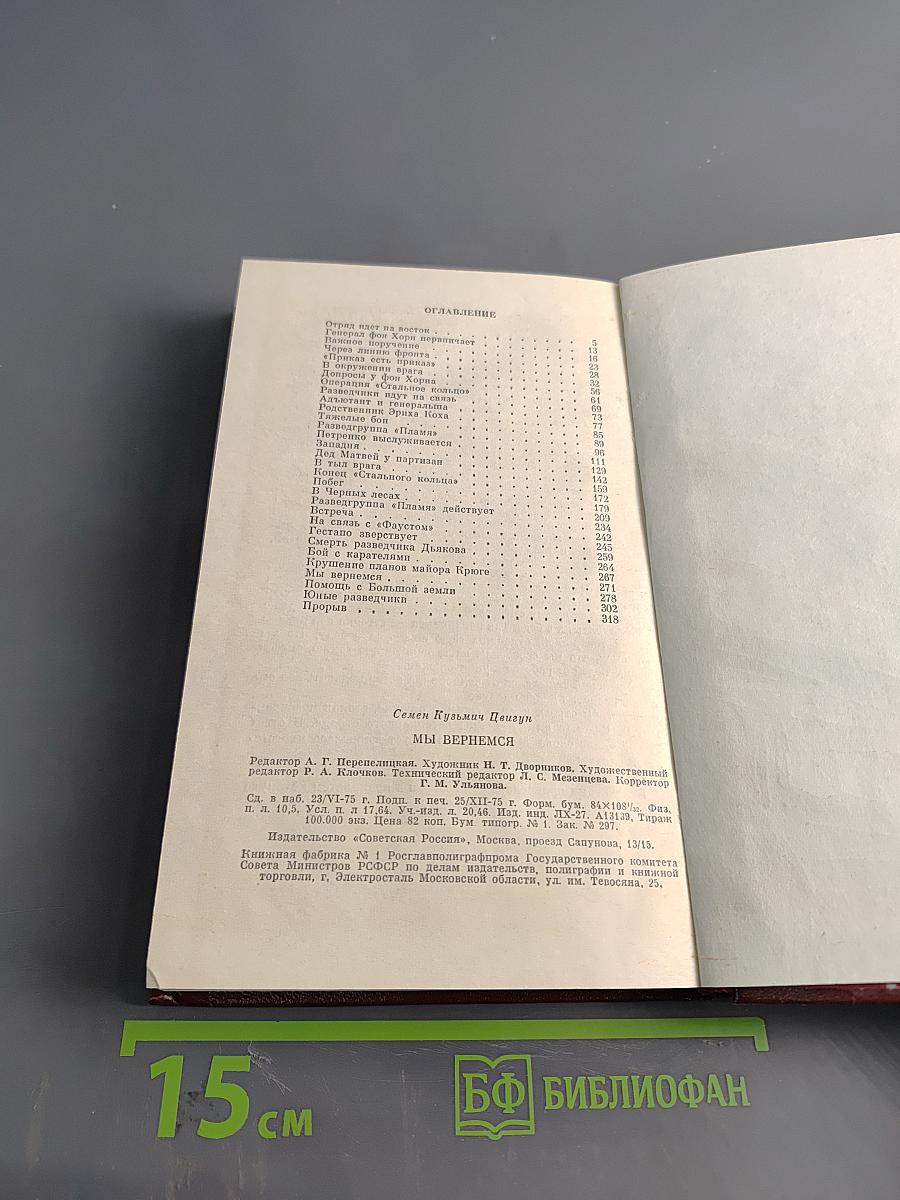 ОГЛАВЛЕНИЕ
Отряд идет на восток . . . . 5
Генерал фон Хорн нервничает . . . . 13
Важное поручение . . . . 16
Через линию фронта . . . . 23
«Приказ есть приказ» . . . . 28
В окружении врага . . . . 32
Допросы у фон Хорна . . . . 56
Операция «Стальное кольцо» . . . . 61
Разведчики идут на связь . . . . 69
Адъютант и генеральша . . . . 73
Родственник Эриха Коха . . . . 77
Тяжелые бои . . . . 85
Разведгруппа «Пламя» . . . . 89
Петренко выслуживается . . . . 96
Западня . . . . 111
Дед Матвей у партизан . . . . 129
В тыл врага . . . . 142
Конец «Стального кольца» . . . . 159
Побег . . . . 172
В Черных лесах . . . . 179
Разведгруппа «Пламя» действует . . . . 209
Встреча . . . . 234
На связь с «Фаустом» . . . . 242
Гестапо зверствует . . . . 245
Смерть разведчика Дьякова . . . . 259
Бой с карателями . . . . 264
Крушение планов майора Крюге . . . . 267
Мы вернемся . . . . 271
Помощь с Большой земли . . . . 278
Юные разведчики . . . . 302
Прорыв . . . . 318
Семен Кузьмич Цвигун
МЫ ВЕРНЕМСЯ
Редактор А. Г. Перепелицкая. Художник Н. Т. Дворников. Художественный
редактор Р. А. Клочков. Технический редактор Л. С. Мезенцева. Корректор
Г. М. Ульянова.
Сд. в наб. 23/VI-75 г. Подп. к печ. 25/XII-75 г. Форм. бум. 84×108¹/₃₂. Физ.
п. л. 10,5. Усл. п. л 17,64. Уч.-изд. л. 20,46. Изд. инд. ЛХ-27. А13139. Тираж
100.000 экз. Цена 82 коп. Бум. типогр. № 1. Зак. № 297.
Издательство «Советская Россия», Москва, проезд Сапунова, 13/15.
Книжная фабрика № 1 Росглавполиграфпрома Государственного комитета
Совета Министров РСФСР по делам издательств, полиграфии и книжной
торговли, г. Электросталь Московской области, ул. им. Тевосяна, 25.
15 см
БФ БИБЛИОФАН